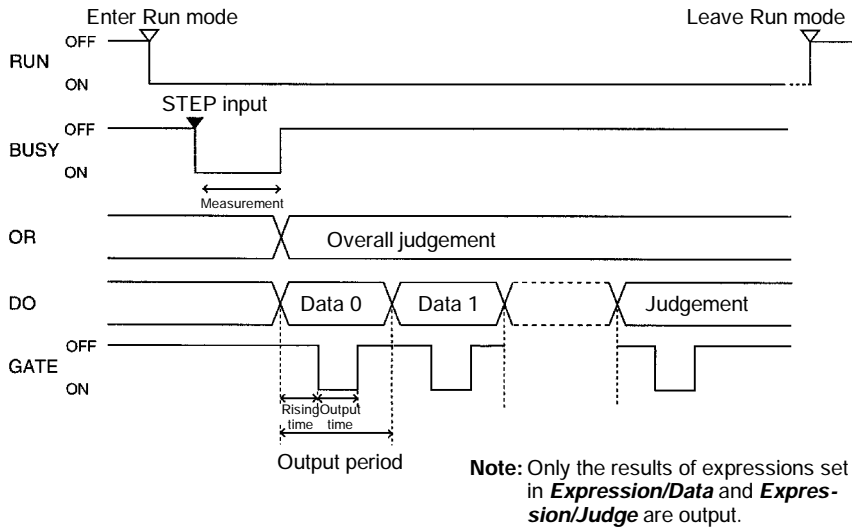 Enter Run mode
Leave Run mode
OFF
RUN
ON
STEP input
OFF
BUSY
ON
Measurement
OR
Overall judgement
DO
Data 0
Data 1
Judgement
OFF
GATE
ON
Rising time
Output time
Output period
Note: Only the results of expressions set
in Expression/Data and Expres-
sion/Judge are output.